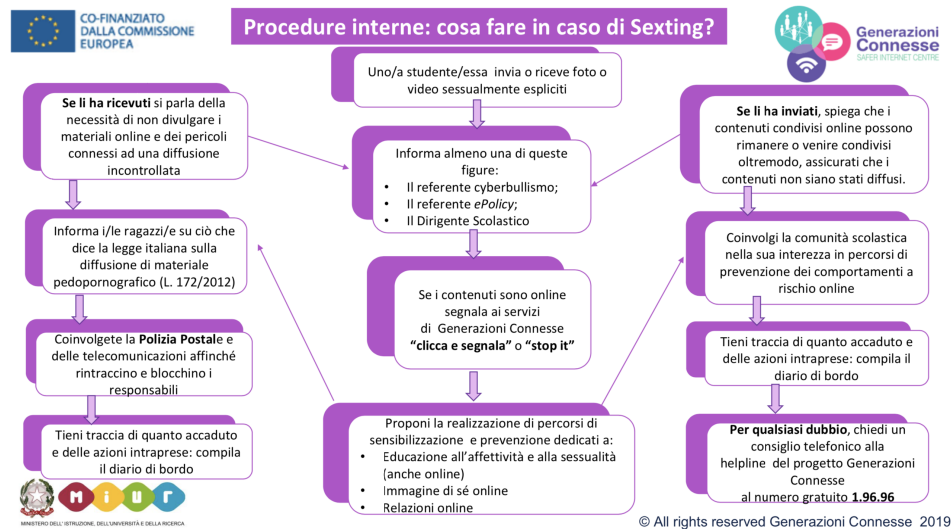 CO-FINANZIATO
DALLA COMMISSIONE
EUROPEA
Procedure interne: cosa fare in caso di Sexting?
Generazioni
Connesse
SAFER INTERNET CENTRE
Uno/a studente/essa invia o riceve foto o
video sessualmente espliciti
Se li ha ricevuti si parla della
necessità di non divulgare i
materiali online e dei pericoli
connessi ad una diffusione
incontrollata
Informa i/le ragazzi/e su ciò che
dice la legge italiana sulla
diffusione di materiale
pedopornografico (L. 172/2012)
Coinvolgete la Polizia Postale e
delle telecomunicazioni affinché
rintraccino e blocchino i
responsabili
Tieni traccia di quanto accaduto
e delle azioni intraprese: compila
il diario di bordo
Informa almeno una di queste
figure:
• Il referente cyberbullismo;
• Il referente ePolicy;
• Il Dirigente Scolastico
Se i contenuti sono online
segnala ai servizi
di Generazioni Connesse
“clicca e segnala” o “stop it”
Proponi la realizzazione di percorsi di
sensibilizzazione e prevenzione dedicati a:
• Educazione all’affettività e alla sessualità
(anche online)
• Immagine di sé online
• Relazioni online
Se li ha inviati, spiega che i
contenuti condivisi online possono
rimanere o venire condivisi
oltremodo, assicurati che i
contenuti non siano stati diffusi.
Coinvolgi la comunità scolastica
nella sua interezza in percorsi di
prevenzione dei comportamenti a
rischio online
Tieni traccia di quanto accaduto e
delle azioni intraprese: compila il
diario di bordo
Per qualsiasi dubbio, chiedi un
consiglio telefonico alla
helpline del progetto Generazioni
Connesse
al numero gratuito 1.96.96
miur
MINISTERO DELL'ISTRUZIONE, DELL'UNIVERSITÀ E DELLA RICERCA
© All rights reserved Generazioni Connesse 2019